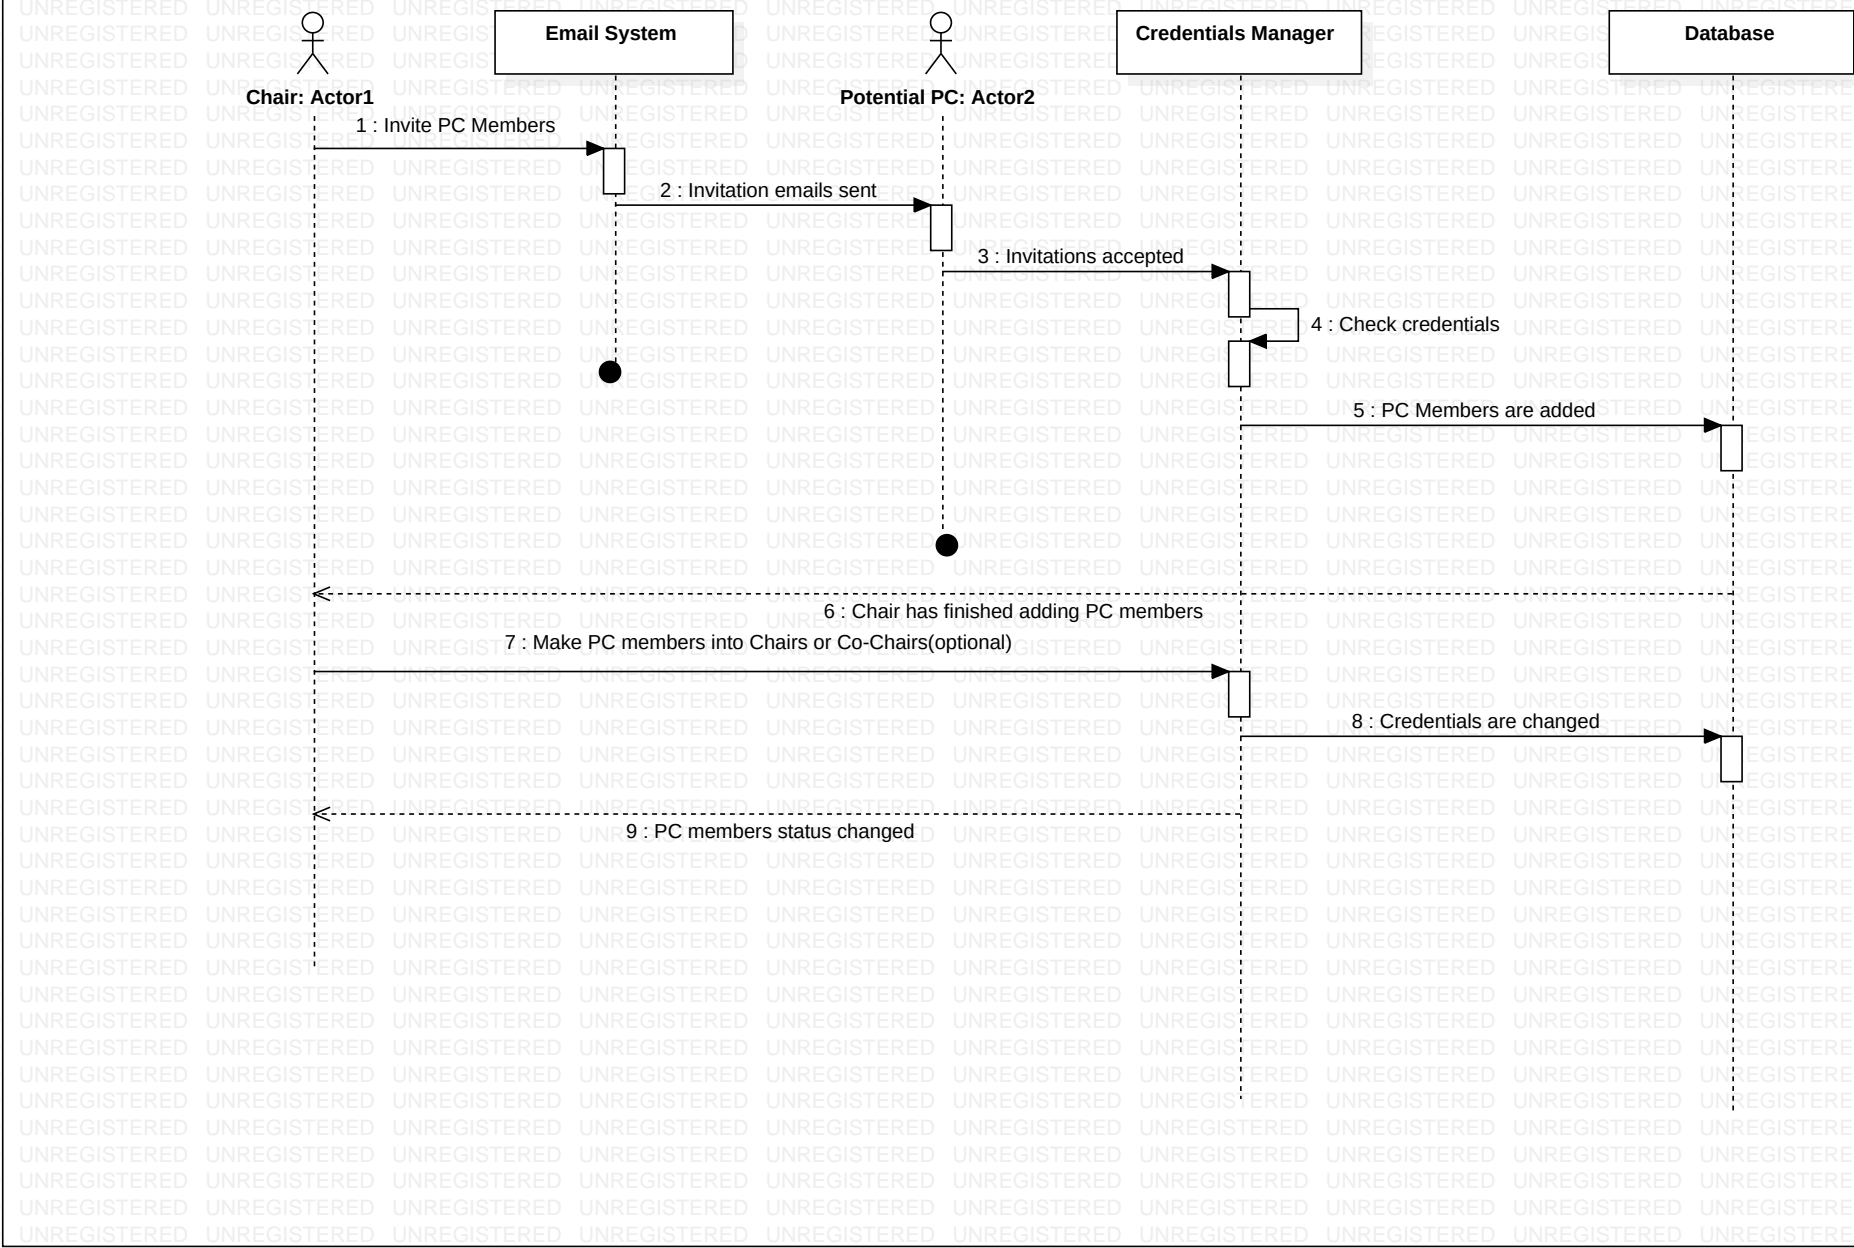 Email System
Credentials Manager
Database
Chair: Actor1
Potential PC: Actor2
1 : Invite PC Members
2 : Invitation emails sent
3 : Invitations accepted
4 : Check credentials
5 : PC Members are added
6 : Chair has finished adding PC members
7 : Make PC members into Chairs or Co-Chairs(optional)
8 : Credentials are changed
9 : PC members status changed
UNREGISTERED